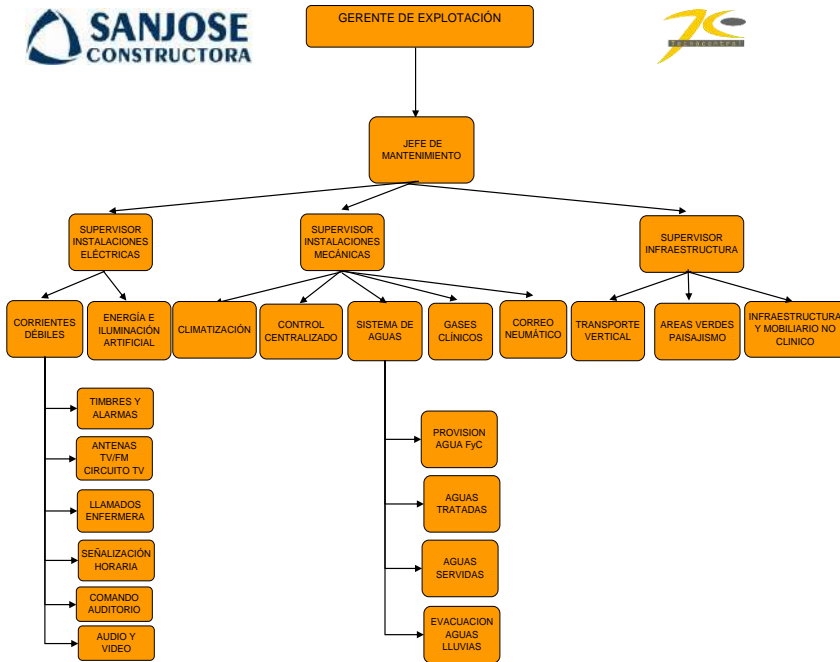 SANJOSE
CONSTRUCTORA
GERENTE DE EXPLOTACIÓN
Tecnocontrol
JEFE DE
MANTENIMIENTO
SUPERVISOR
INSTALACIONES
ELÉCTRICAS
SUPERVISOR
INSTALACIONES
MECÁNICAS
SUPERVISOR
INFRAESTRUCTURA
CORRIENTES
DÉBILES
ENERGÍA E
ILUMINACIÓN
ARTIFICIAL
CLIMATIZACIÓN
CONTROL
CENTRALIZADO
SISTEMA DE
AGUAS
GASES
CLÍNICOS
CORREO
NEUMÁTICO
TRANSPORTE
VERTICAL
AREAS VERDES
PAISAJISMO
INFRAESTRUCTURA
Y MOBILIARIO NO
CLINICO
TIMBRES Y
ALARMAS
ANTENAS
TV/FM
CIRCUITO TV
LLAMADOS
ENFERMERA
SEÑALIZACIÓN
HORARIA
COMANDO
AUDITORIO
AUDIO Y
VIDEO
PROVISION
AGUA FyC
AGUAS
TRATADAS
AGUAS
SERVIDAS
EVACUACION
AGUAS
LLUVIAS